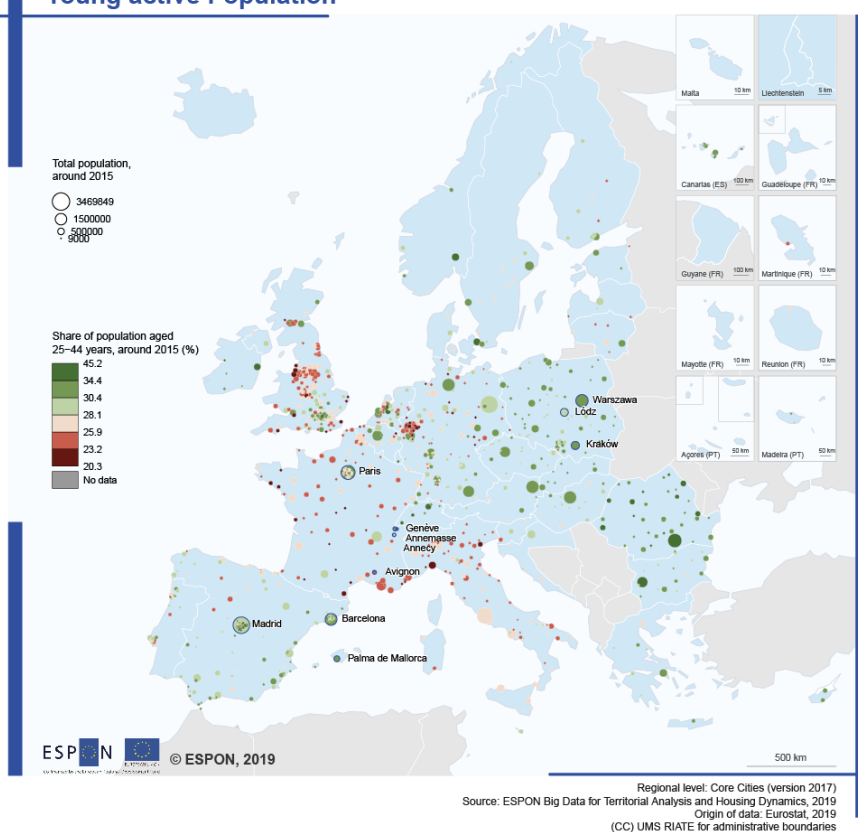 Young active Population
Total population,
around 2015
3469849
1500000
500000
9000
Share of population aged
25–44 years, around 2015 (%)
45.2
34.4
30.4
28.1
25.9
23.2
20.3
No data
Malta
10 km
Liechtenstein
5 km
Canarias (ES)
100 km
Guadeloupe (FR)
10 km
Guyane (FR)
100 km
Martinique (FR)
10 km
Mayotte (FR)
10 km
Reunion (FR)
10 km
Açores (PT)
50 km
Madeira (PT)
50 km
Warszawa
Lódz
Kraków
Paris
Genève
Annemasse
Annecy
Avignon
Madrid
Barcelona
Palma de Mallorca
ESPON
© ESPON, 2019
500 km
Regional level: Core Cities (version 2017)
Source: ESPON Big Data for Territorial Analysis and Housing Dynamics, 2019
Origin of data: Eurostat, 2019
(CC) UMS RIATE for administrative boundaries